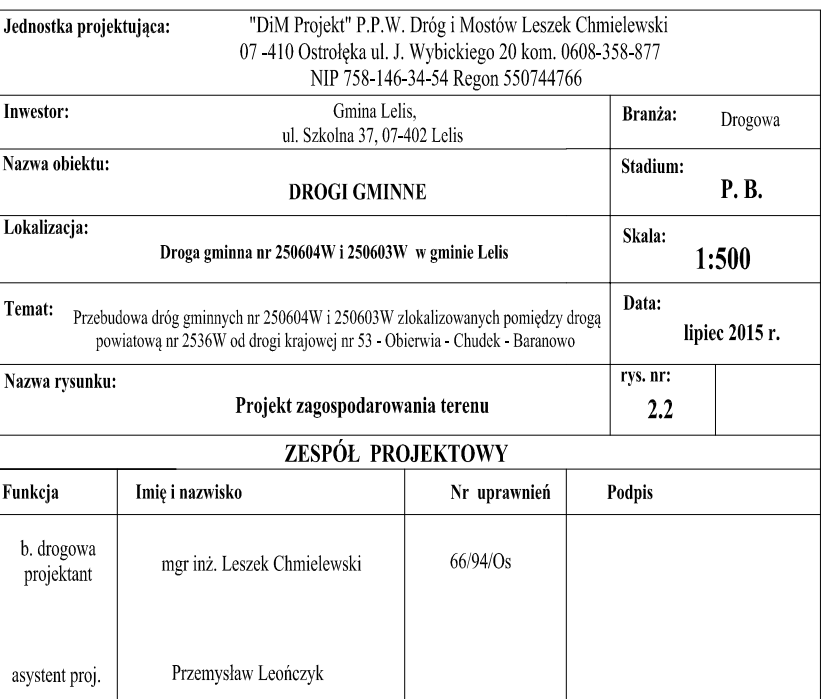 Jednostka projektująca: "DiM Projekt" P.P.W. Dróg i Mostów Leszek Chmielewski
07 -410 Ostrołęka ul. J. Wybickiego 20 kom. 0608-358-877
NIP 758-146-34-54 Regon 550744766
Inwestor: Gmina Lelis,
ul. Szkolna 37, 07-402 Lelis
Branża: Drogowa
Nazwa obiektu:
DROGI GMINNE
Stadium:
P. B.
Lokalizacja:
Droga gminna nr 250604W i 250603W w gminie Lelis
Skala:
1:500
Temat: Przebudowa dróg gminnych nr 250604W i 250603W zlokalizowanych pomiędzy drogą
powiatową nr 2536W od drogi krajowej nr 53 - Obierwia - Chudek - Baranowo
Data:
lipiec 2015 r.
Nazwa rysunku:
Projekt zagospodarowania terenu
rys. nr:
2.2
ZESPÓŁ PROJEKTOWY
Funkcja Imię i nazwisko Nr uprawnień Podpis
b. drogowa
projektant mgr inż. Leszek Chmielewski 66/94/Os
asystent proj. Przemysław Leończyk